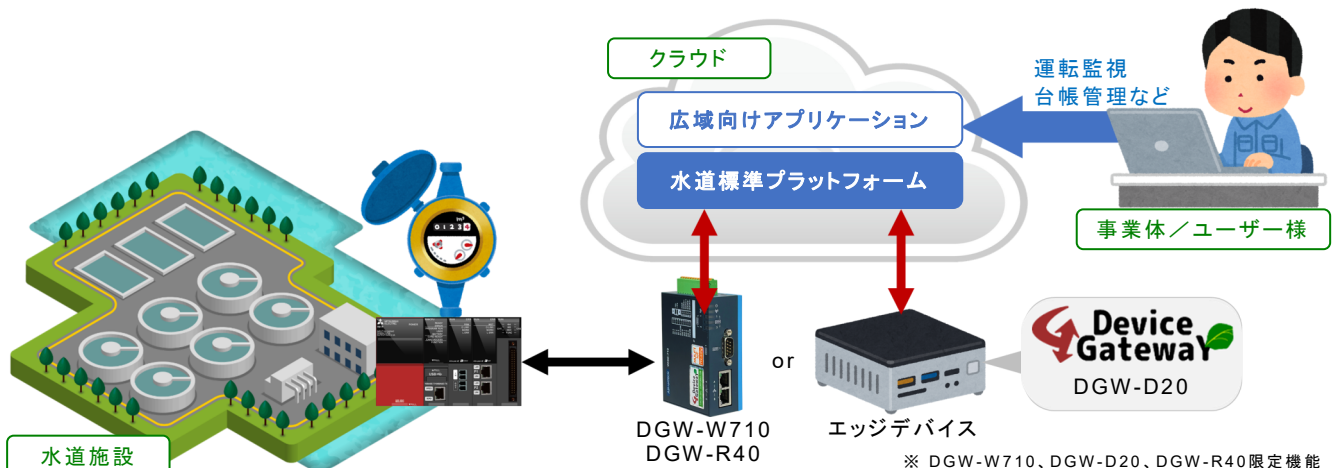 クラウド
広域向けアプリケーション
水道標準プラットフォーム
運転監視
台帳管理など
事業体／ユーザー様
m³
01234
Device
Gateway
DGW-D20
or
DGW-W710
DGW-R40
エッジデバイス
水道施設
※ DGW-W710、DGW-D20、DGW-R40限定機能